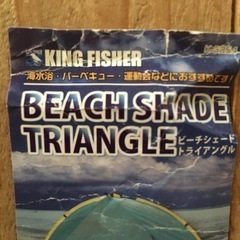 KING FISHER
海水浴・バーベキュー・運動会などにおすすめです!
BEACH SHADE
TRIANGLE
ビーチシェード
トライアングル